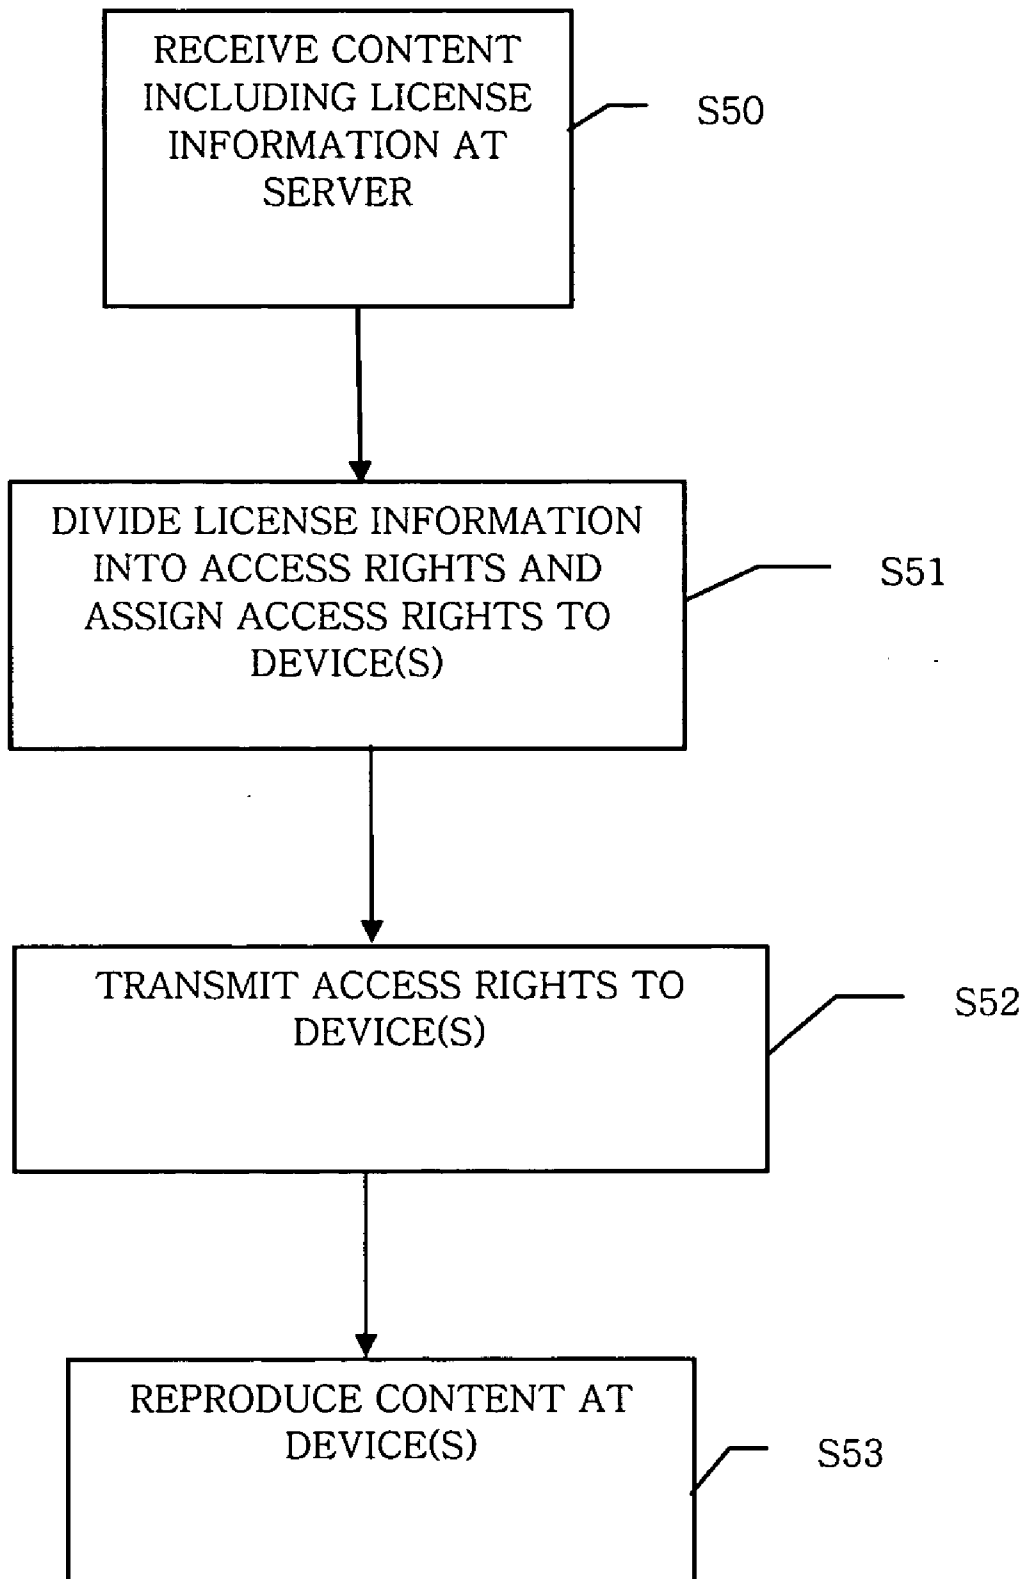 RECEIVE CONTENT
INCLUDING LICENSE
INFORMATION AT
SERVER
S50
DIVIDE LICENSE INFORMATION
INTO ACCESS RIGHTS AND
ASSIGN ACCESS RIGHTS TO
DEVICE(S)
S51
TRANSMIT ACCESS RIGHTS TO
DEVICE(S)
S52
REPRODUCE CONTENT AT
DEVICE(S)
S53